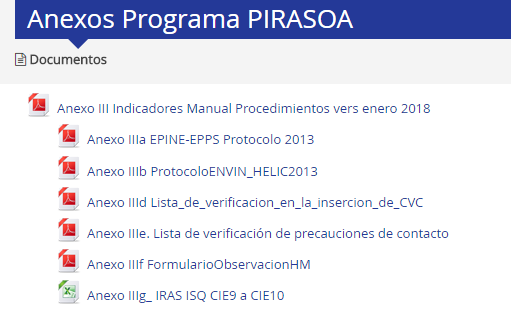 Anexos Programa PIRASOA
Documentos
Anexo III Indicadores Manual Procedimientos vers enero 2018
Anexo IIIa EPINE-EPPS Protocolo 2013
Anexo IIIb ProtocoloENVIN_HELIC2013
Anexo IIId Lista_de_verificacion_en_la_insercion_de_CVC
Anexo IIIe. Lista de verificación de precauciones de contacto
Anexo IIIf FormularioObservacionHM
Anexo IIIg_ IRAS ISQ CIE9 a CIE10